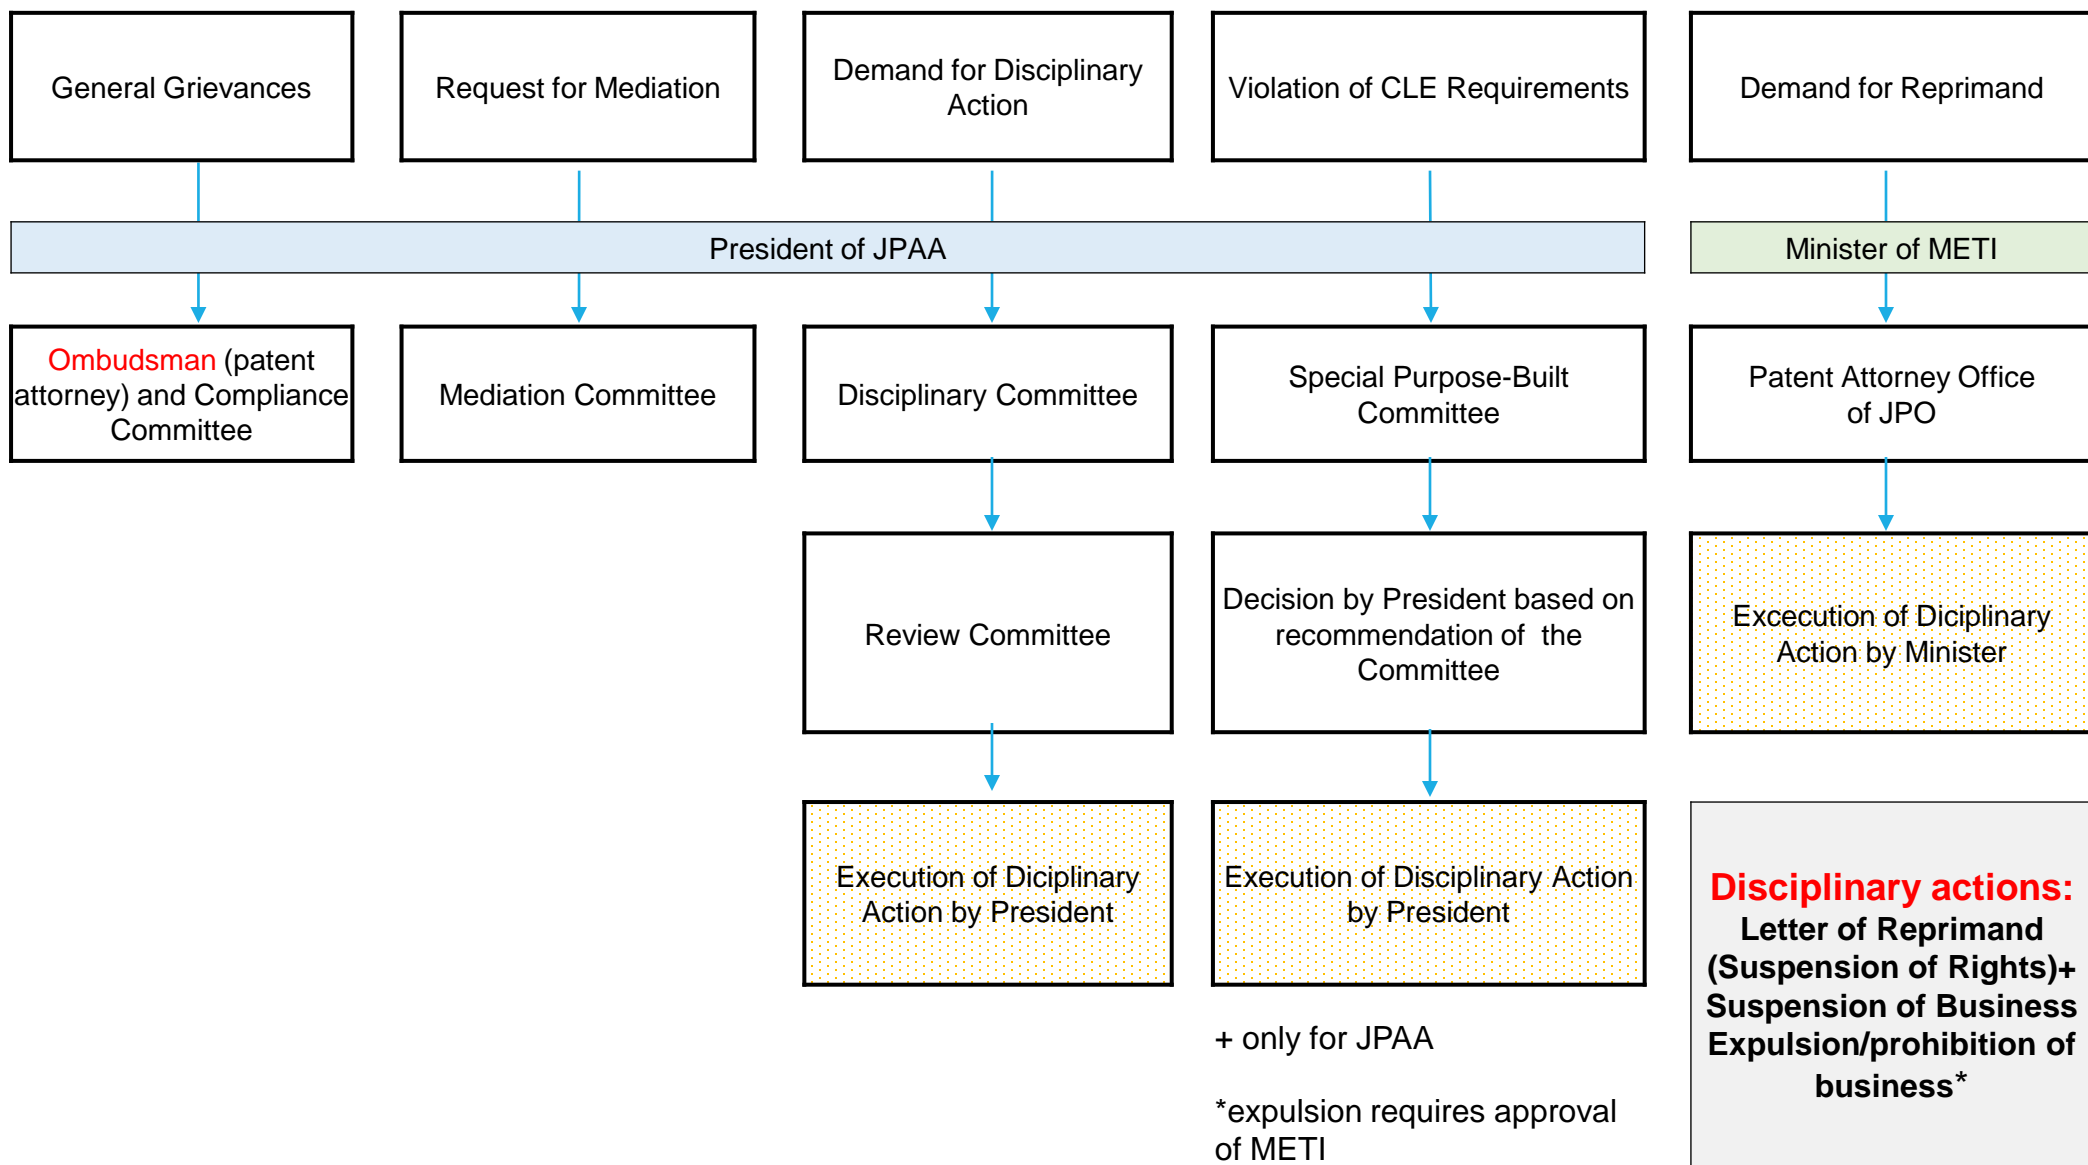 General Grievances
Request for Mediation
Demand for Disciplinary
Action
Violation of CLE Requirements
Demand for Reprimand
President of JPAA
Minister of METI
Ombudsman (patent
attorney) and Compliance
Committee
Mediation Committee
Disciplinary Committee
Special Purpose-Built
Committee
Patent Attorney Office
of JPO
Review Committee
Decision by President based on
recommendation of  the
Committee
Excecution of Diciplinary
Action by Minister
Execution of Diciplinary
Action by President
Execution of Disciplinary Action
by President
Disciplinary actions:
Letter of Reprimand
(Suspension of Rights)+
Suspension of Business
Expulsion/prohibition of
business*
+ only for JPAA
*expulsion requires approval
of METI